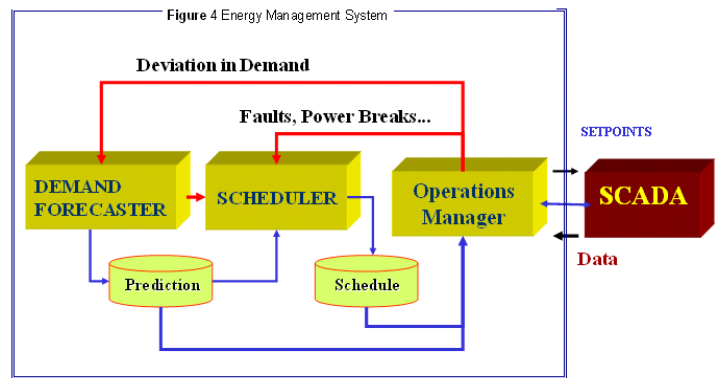 Figure 4 Energy Management System
Deviation in Demand
Faults, Power Breaks...
SETPOINTS
DEMAND
FORECASTER
SCHEDULER
Operations
Manager
SCADA
Data
Prediction
Schedule